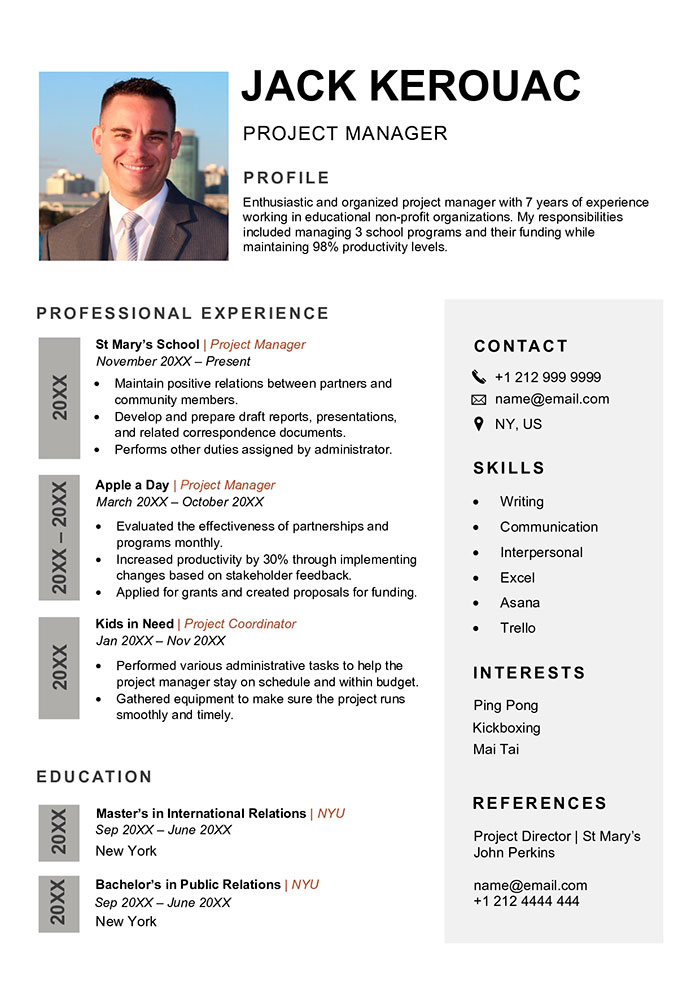 JACK KEROUAC
PROJECT MANAGER
PROFILE
Enthusiastic and organized project manager with 7 years of experience
working in educational non-profit organizations. My responsibilities
included managing 3 school programs and their funding while
maintaining 98% productivity levels.
PROFESSIONAL EXPERIENCE
20XX
St Mary’s School | Project Manager
November 20XX – Present
• Maintain positive relations between partners and
community members.
• Develop and prepare draft reports, presentations,
and related correspondence documents.
• Performs other duties assigned by administrator.
20XX – 20XX
Apple a Day | Project Manager
March 20XX – October 20XX
• Evaluated the effectiveness of partnerships and
programs monthly.
• Increased productivity by 30% through implementing
changes based on stakeholder feedback.
• Applied for grants and created proposals for funding.
20XX
Kids in Need | Project Coordinator
Jan 20XX – Nov 20XX
• Performed various administrative tasks to help the
project manager stay on schedule and within budget.
• Gathered equipment to make sure the project runs
smoothly and timely.
EDUCATION
20XX
Master’s in International Relations | NYU
Sep 20XX – June 20XX
New York
20XX
Bachelor’s in Public Relations | NYU
Sep 20XX – June 20XX
New York
CONTACT
+1 212 999 9999
name@email.com
NY, US
SKILLS
• Writing
• Communication
• Interpersonal
• Excel
• Asana
• Trello
INTERESTS
Ping Pong
Kickboxing
Mai Tai
REFERENCES
Project Director | St Mary’s
John Perkins
name@email.com
+1 212 4444 444